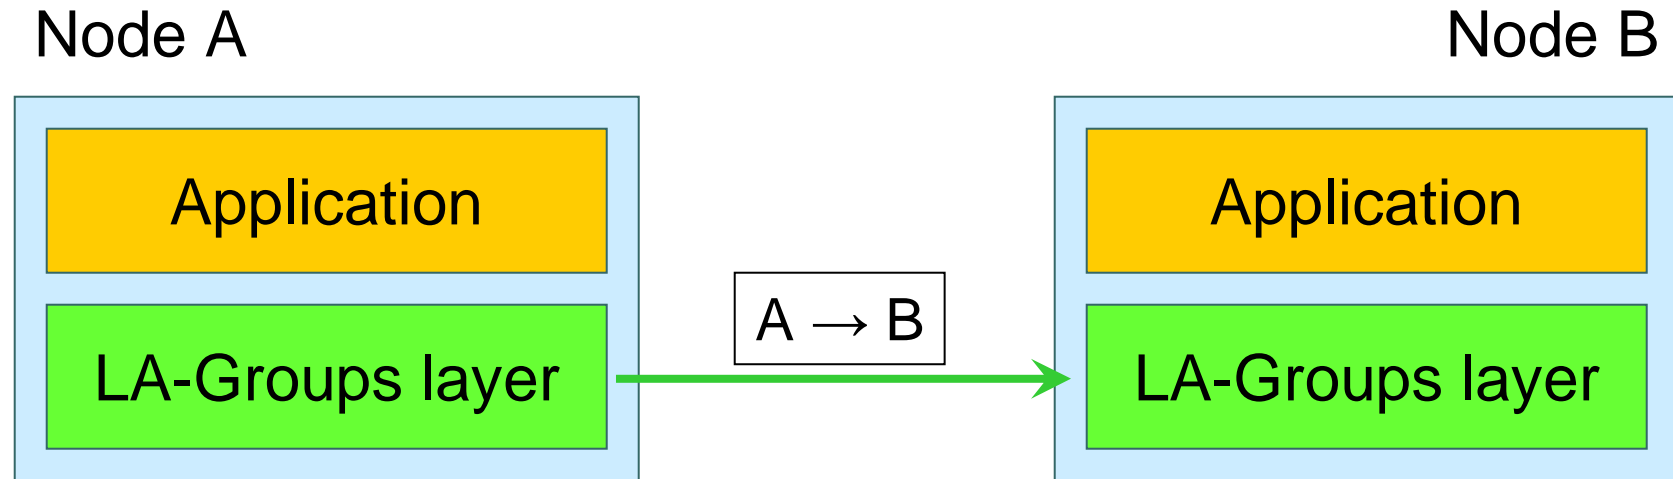 Node A
Node B
Application
Application
A → B
LA-Groups layer
LA-Groups layer